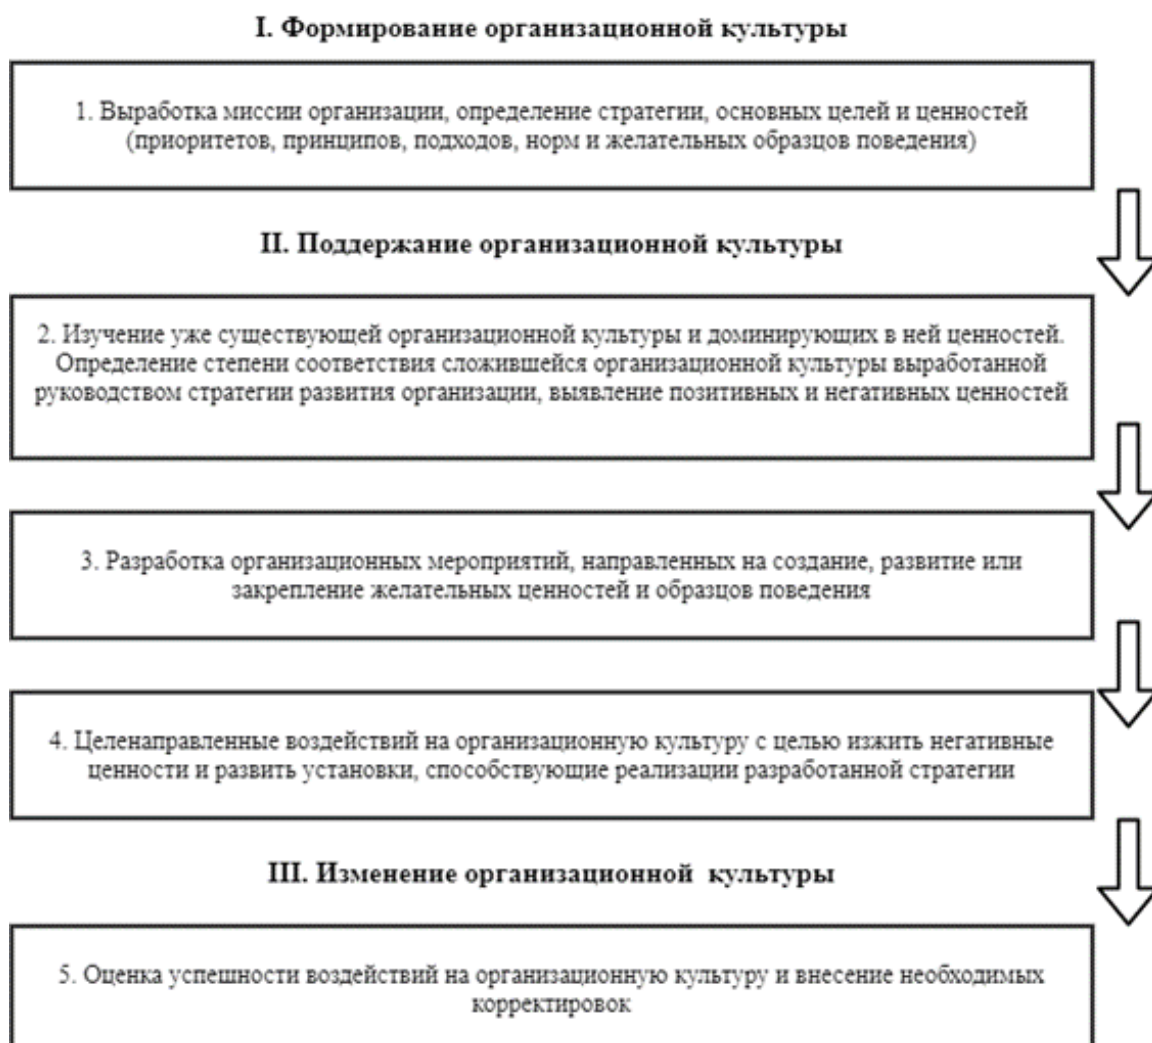 I. Формирование организационной культуры
1. Выработка миссии организации, определение стратегии, основных целей и ценностей
(приоритетов, принципов, подходов, норм и желательных образцов поведения)
II. Поддержание организационной культуры
2. Изучение уже существующей организационной культуры и доминирующих в ней ценностей.
Определение степени соответствия сложившейся организационной культуры выработанной
руководством стратегии развития организации, выявление позитивных и негативных ценностей
3. Разработка организационных мероприятий, направленных на создание, развитие или
закрепление желательных ценностей и образцов поведения
4. Целенаправленные воздействий на организационную культуру с целью изжить негативные
ценности и развить установки, способствующие реализации разработанной стратегии
III. Изменение организационной культуры
5. Оценка успешности воздействий на организационную культуру и внесение необходимых
корректировок